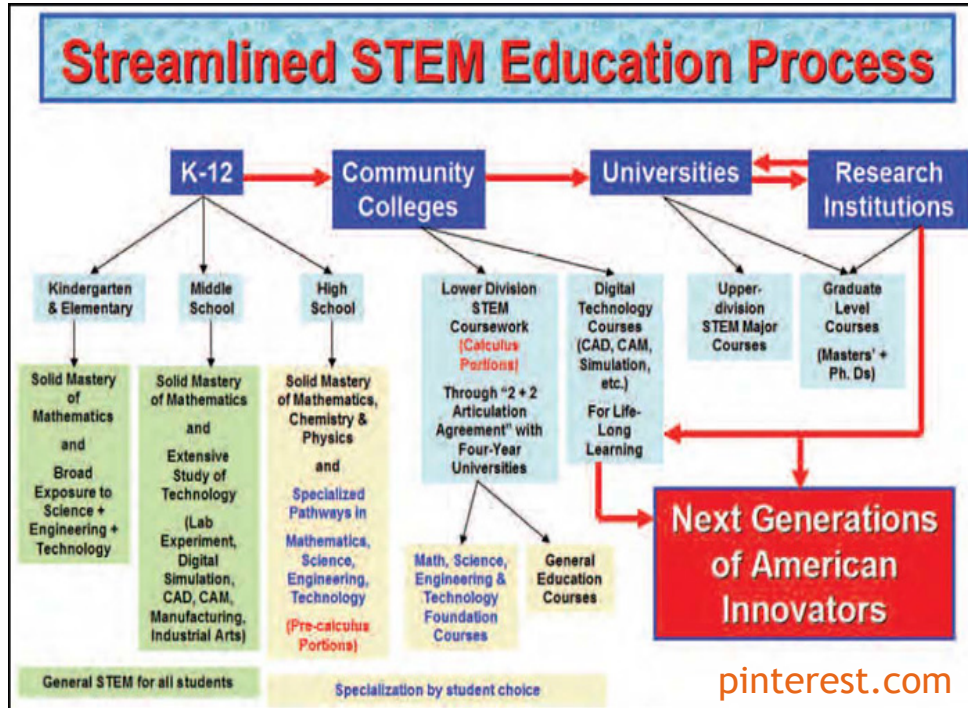 Streamlined STEM Education Process
K-12
Community
Colleges
Universities
Research
Institutions
Kindergarten
& Elementary
Middle
School
High
School
Lower Division
STEM
Coursework
(Calculus
Portions)
Through "2 + 2
Articulation
Agreement" with
Four-Year
Universities
Digital
Technology
Courses
(CAD, CAM,
Simulation,
etc.)
For Life-
Long
Learning
Upper-
division
STEM Major
Courses
Graduate
Level
Courses
(Masters' +
Ph. Ds)
Solid Mastery
of
Mathematics
and
Broad
Exposure to
Science +
Engineering +
Technology
Solid Mastery
of Mathematics
and
Extensive
Study of
Technology
(Lab
Experiment,
Digital
Simulation,
CAD, CAM,
Manufacturing,
Industrial Arts)
Solid Mastery
of Mathematics,
Chemistry &
Physics
and
Specialized
Pathways in
Mathematics,
Science,
Engineering,
Technology
(Pre-calculus
Portions)
Math, Science,
Engineering &
Technology
Foundation
Courses
General
Education
Courses
Next Generations
of American
Innovators
General STEM for all students
Specialization by student choice
pinterest.com